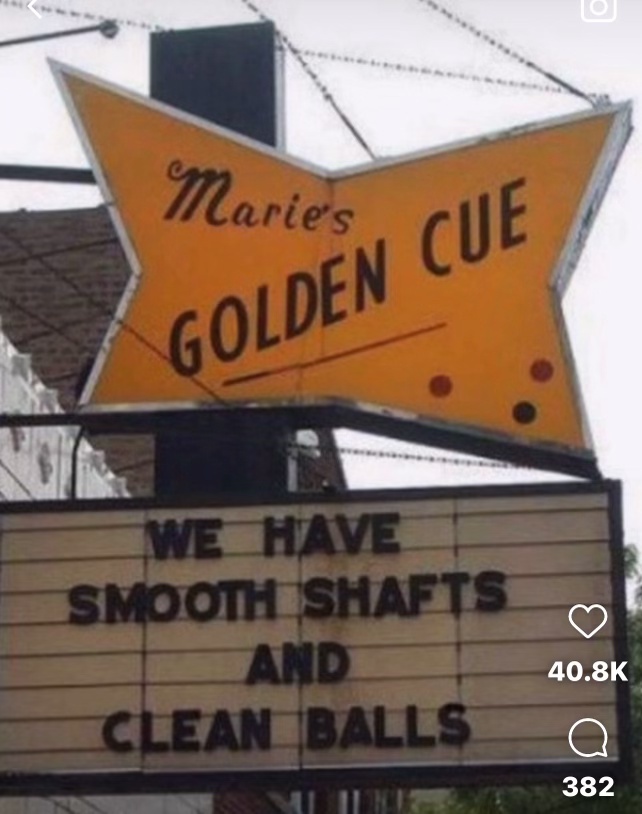 Marie's
GOLDEN CUE
WE HAVE
SMOOTH SHAFTS
AND
CLEAN BALLS
40.8K
382